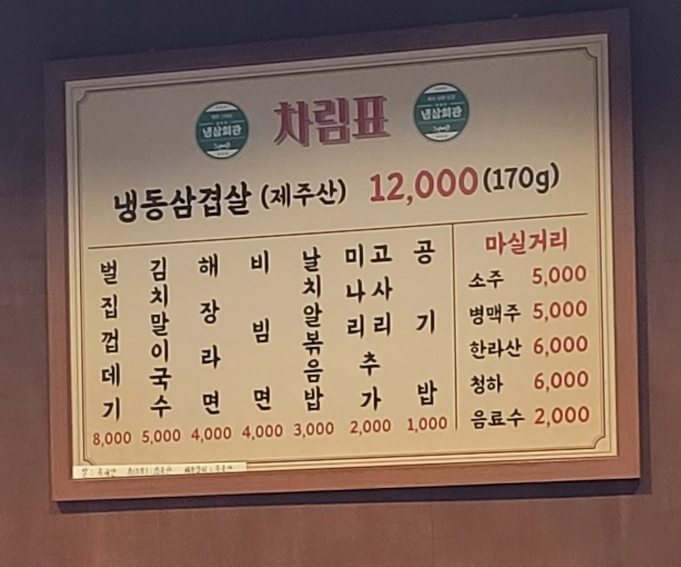 냉삼회관
차림표
냉삼회관
냉동삼겹살 (제주산) 12,000 (170g)
벌집껍데기 8,000
김치말이국수 5,000
해장라면 4,000
비빔면 4,000
날치알볶음밥 3,000
미나리 고사리 추가 2,000
공기밥 1,000
마실거리
소주 5,000
병맥주 5,000
한라산 6,000
청하 6,000
음료수 2,000